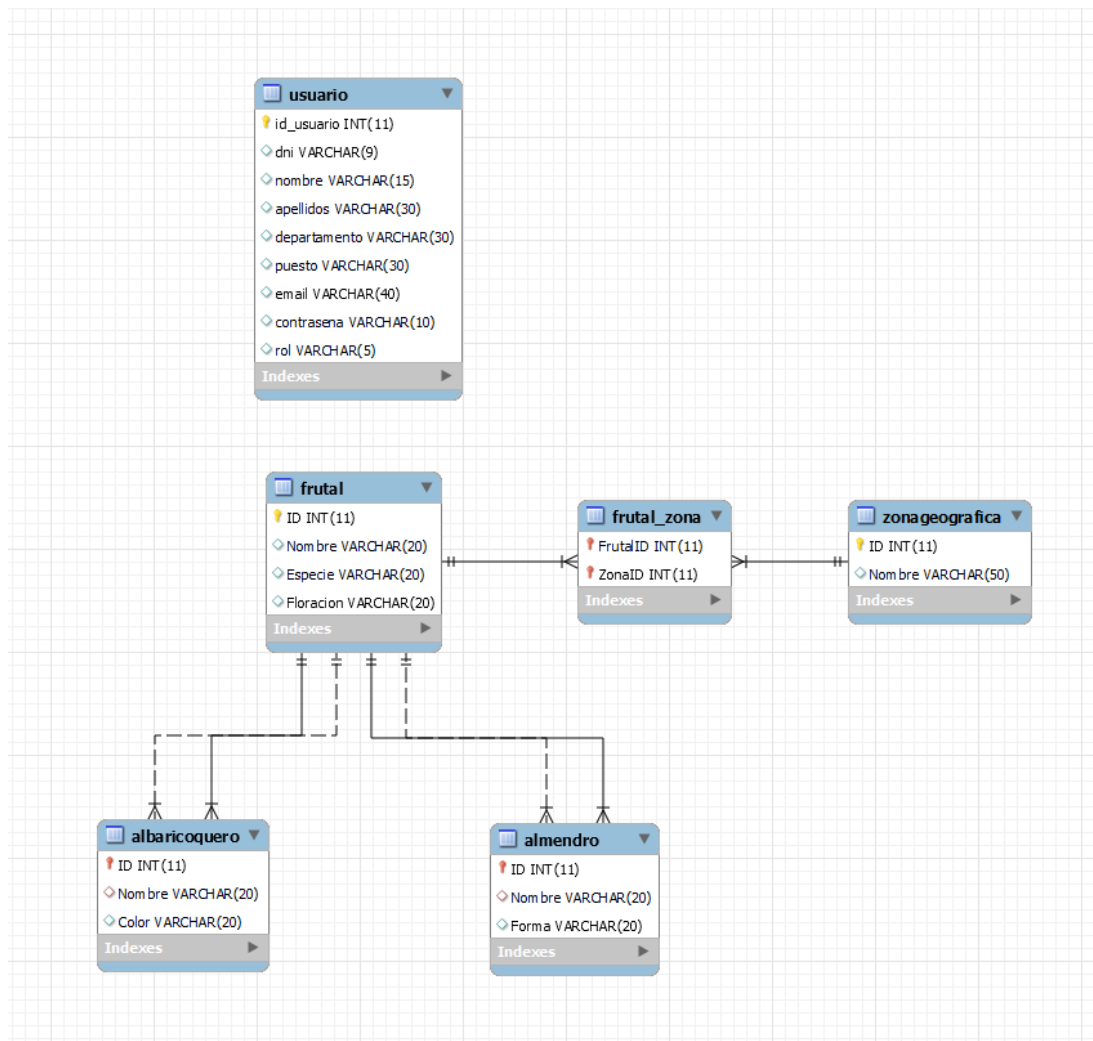 usuario
id_usuario INT(11)
dni VARCHAR(9)
nombre VARCHAR(15)
apellidos VARCHAR(30)
departamento VARCHAR(30)
puesto VARCHAR(30)
email VARCHAR(40)
contrasena VARCHAR(10)
rol VARCHAR(5)
Indexes
frutal
ID INT(11)
Nombre VARCHAR(20)
Especie VARCHAR(20)
Floracion VARCHAR(20)
Indexes
frutal_zona
FrutalID INT(11)
ZonaID INT(11)
Indexes
zonageografica
ID INT(11)
Nombre VARCHAR(50)
Indexes
albaricoquero
ID INT(11)
Nombre VARCHAR(20)
Color VARCHAR(20)
Indexes
almendro
ID INT(11)
Nombre VARCHAR(20)
Forma VARCHAR(20)
Indexes